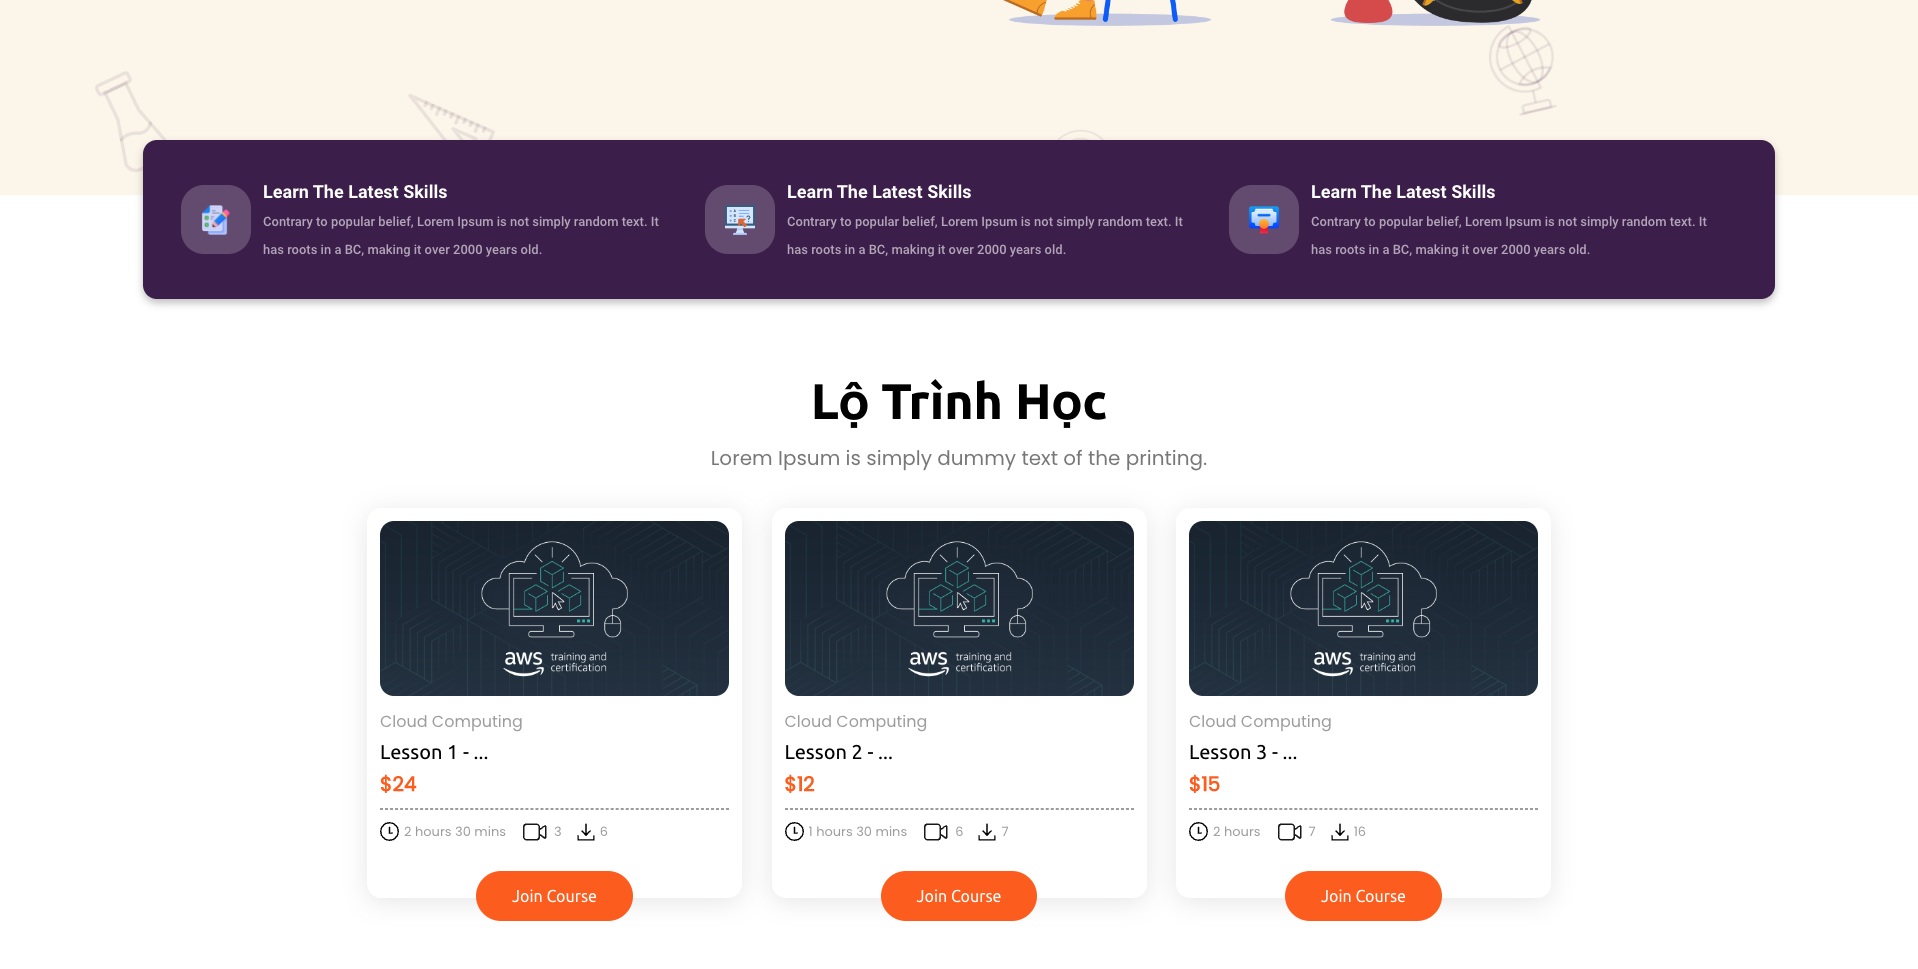 Learn The Latest Skills
Contrary to popular belief, Lorem Ipsum is not simply random text. It
has roots in a BC, making it over 2000 years old.
Learn The Latest Skills
Contrary to popular belief, Lorem Ipsum is not simply random text. It
has roots in a BC, making it over 2000 years old.
Learn The Latest Skills
Contrary to popular belief, Lorem Ipsum is not simply random text. It
has roots in a BC, making it over 2000 years old.
Lộ Trình Học
Lorem Ipsum is simply dummy text of the printing.
aws training and
certification
Cloud Computing
Lesson 1 - ...
$24
2 hours 30 mins 3 6
Join Course
aws training and
certification
Cloud Computing
Lesson 2 - ...
$12
1 hours 30 mins 6 7
Join Course
aws training and
certification
Cloud Computing
Lesson 3 - ...
$15
2 hours 7 16
Join Course